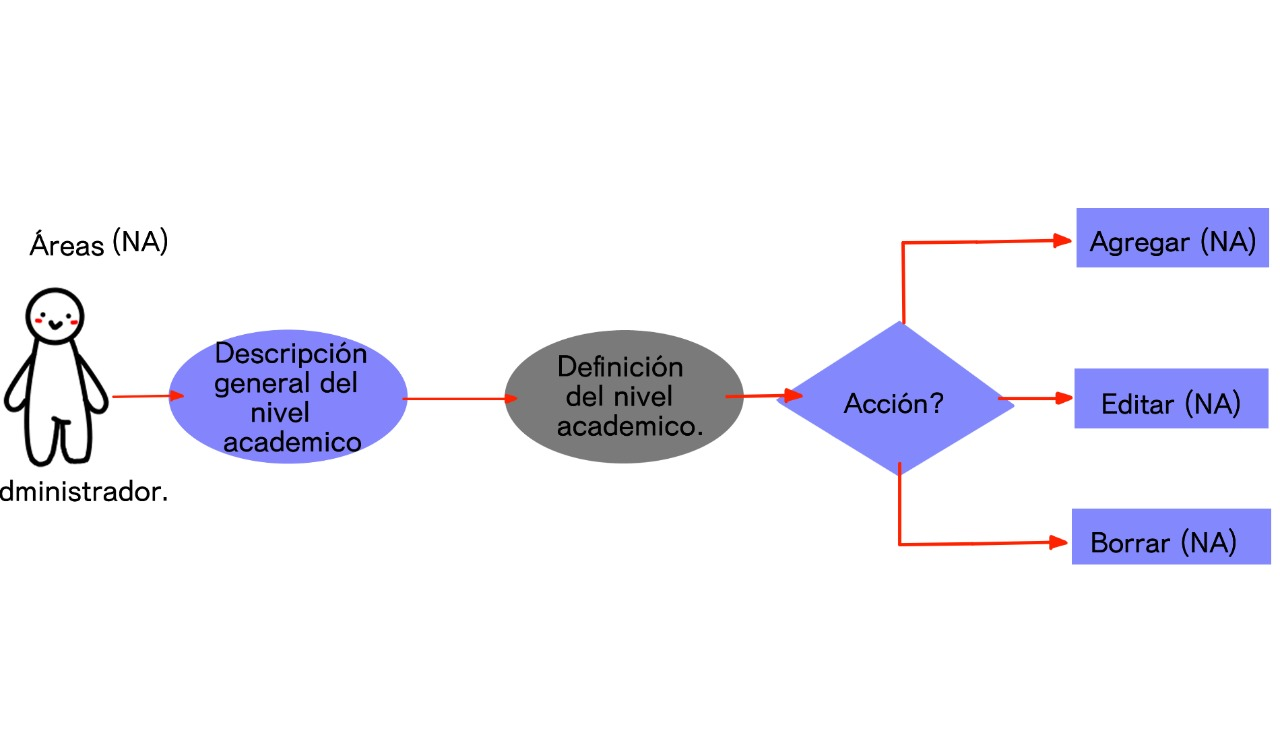 Áreas (NA)
dministrador.
Descripción
general del
nivel
academico
Definición
del nivel
academico.
Acción?
Agregar (NA)
Editar (NA)
Borrar (NA)